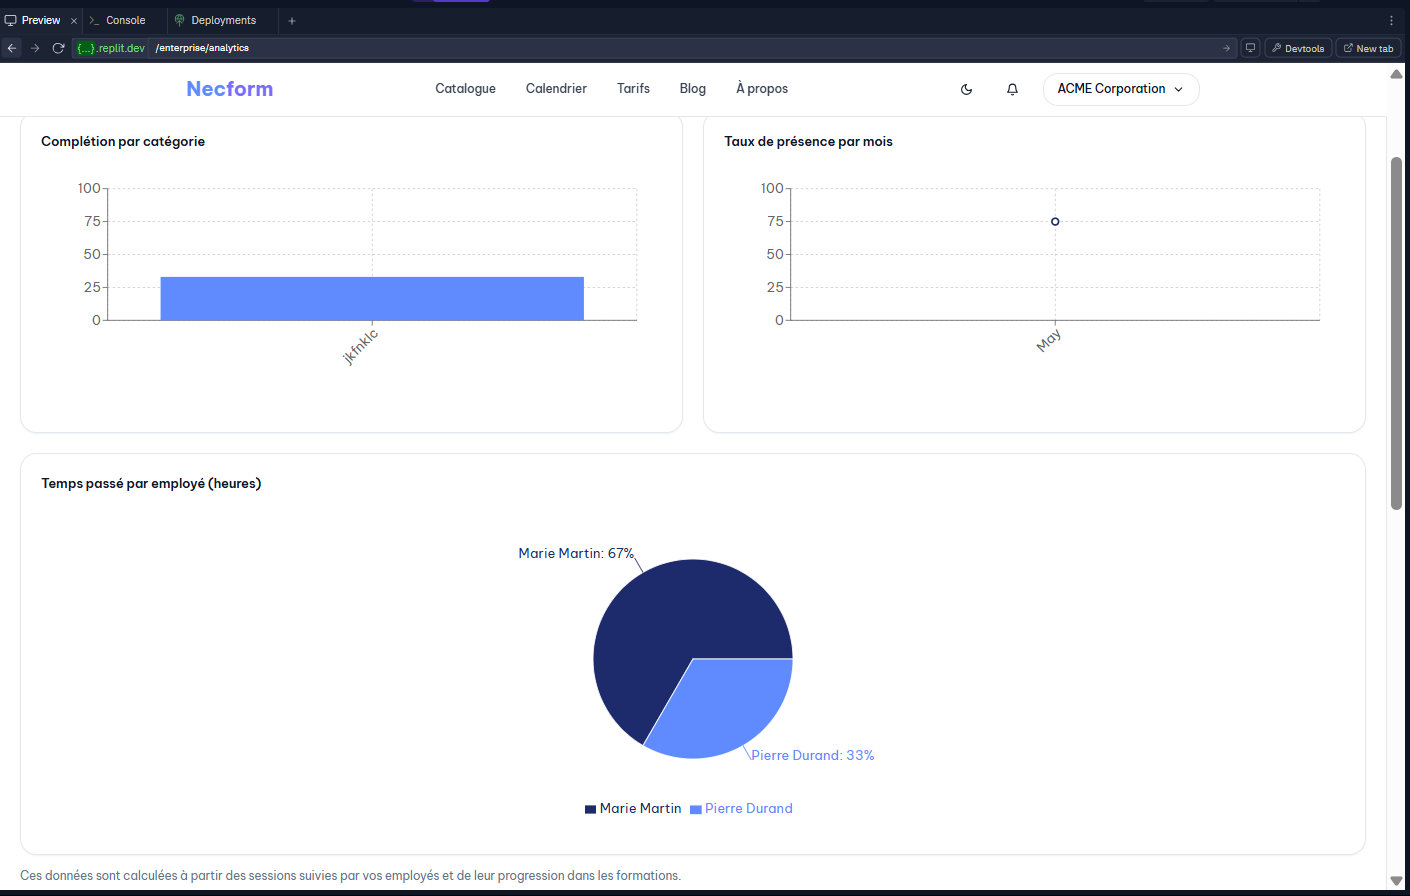 Preview
Console
Deployments
{...}.replit.dev /enterprise/analytics
Devtools
New tab
Necform
Catalogue
Calendrier
Tarifs
Blog
À propos
ACME Corporation
Complétion par catégorie
100
75
50
25
0
jkfnklc
Taux de présence par mois
100
75
50
25
0
May
Temps passé par employé (heures)
Marie Martin: 67%
Pierre Durand: 33%
Marie Martin
Pierre Durand
Ces données sont calculées à partir des sessions suivies par vos employés et de leur progression dans les formations.